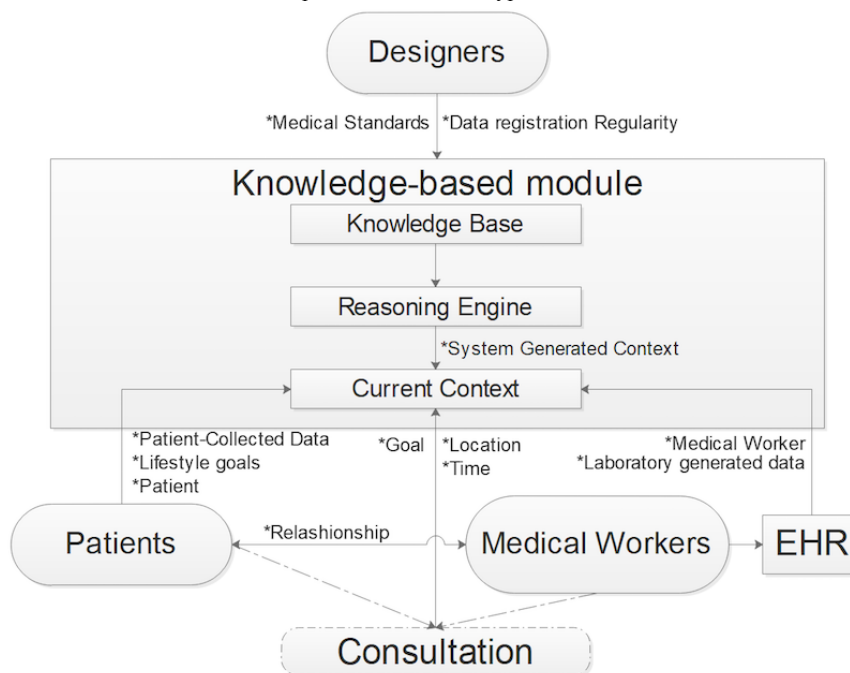 Designers
*Medical Standards
*Data registration Regularity
Knowledge-based module
Knowledge Base
Reasoning Engine
*System Generated Context
Current Context
*Patient-Collected Data
*Lifestyle goals
*Patient
*Goal
*Location
*Time
*Medical Worker
*Laboratory generated data
Patients
*Relashionship
Medical Workers
EHR
Consultation